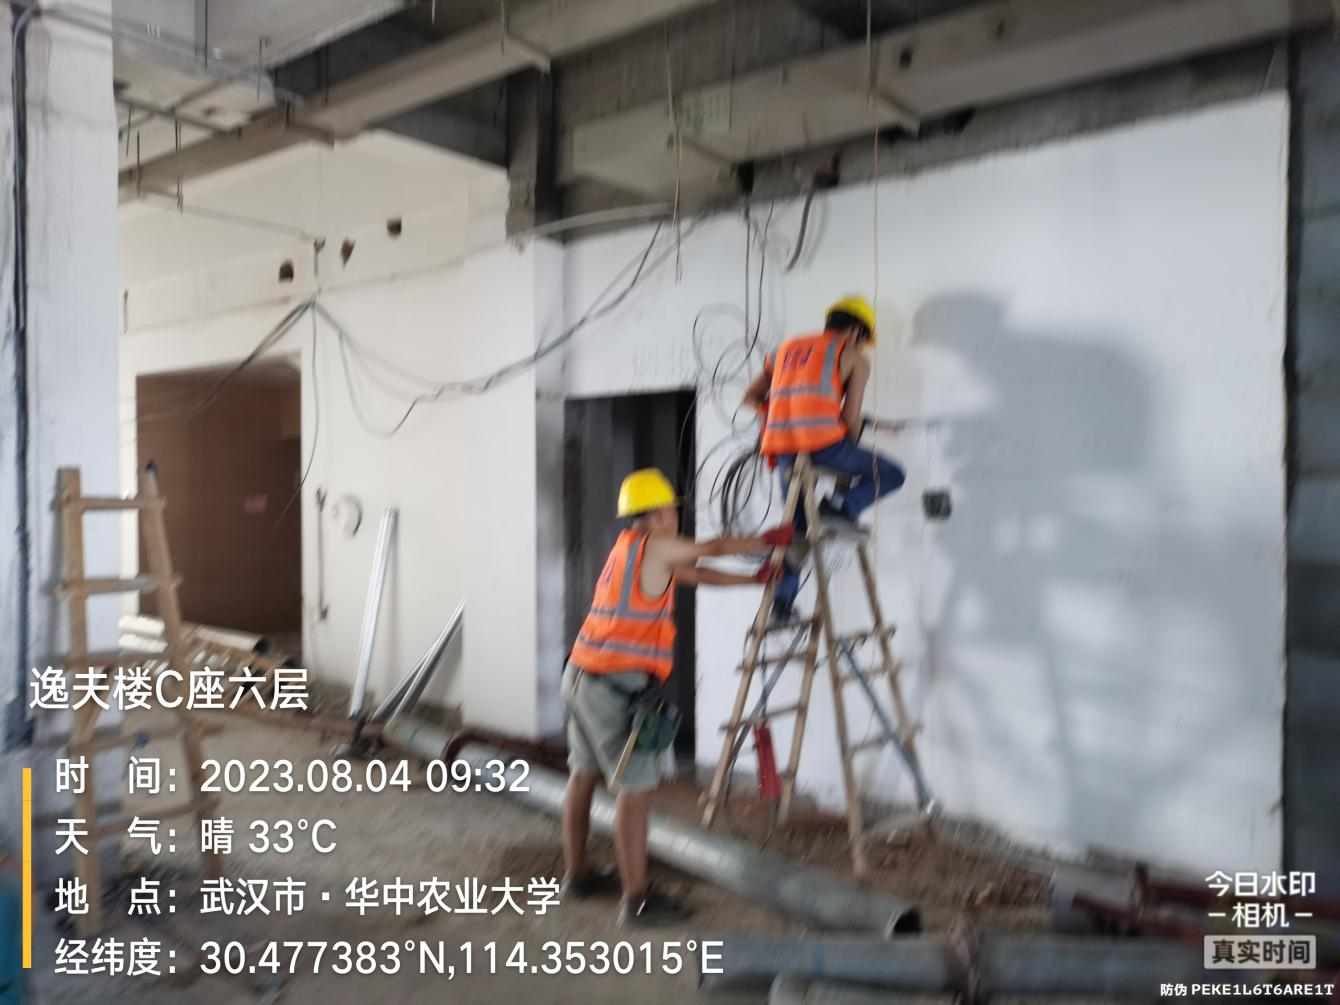 逸夫楼C座六层
时 间：2023.08.04 09:32
天 气：晴 33°C
地 点：武汉市·华中农业大学
经纬度：30.477383°N,114.353015°E
今日水印
-相机-
真实时间
防伪 PEKE1L6T6ARE1T